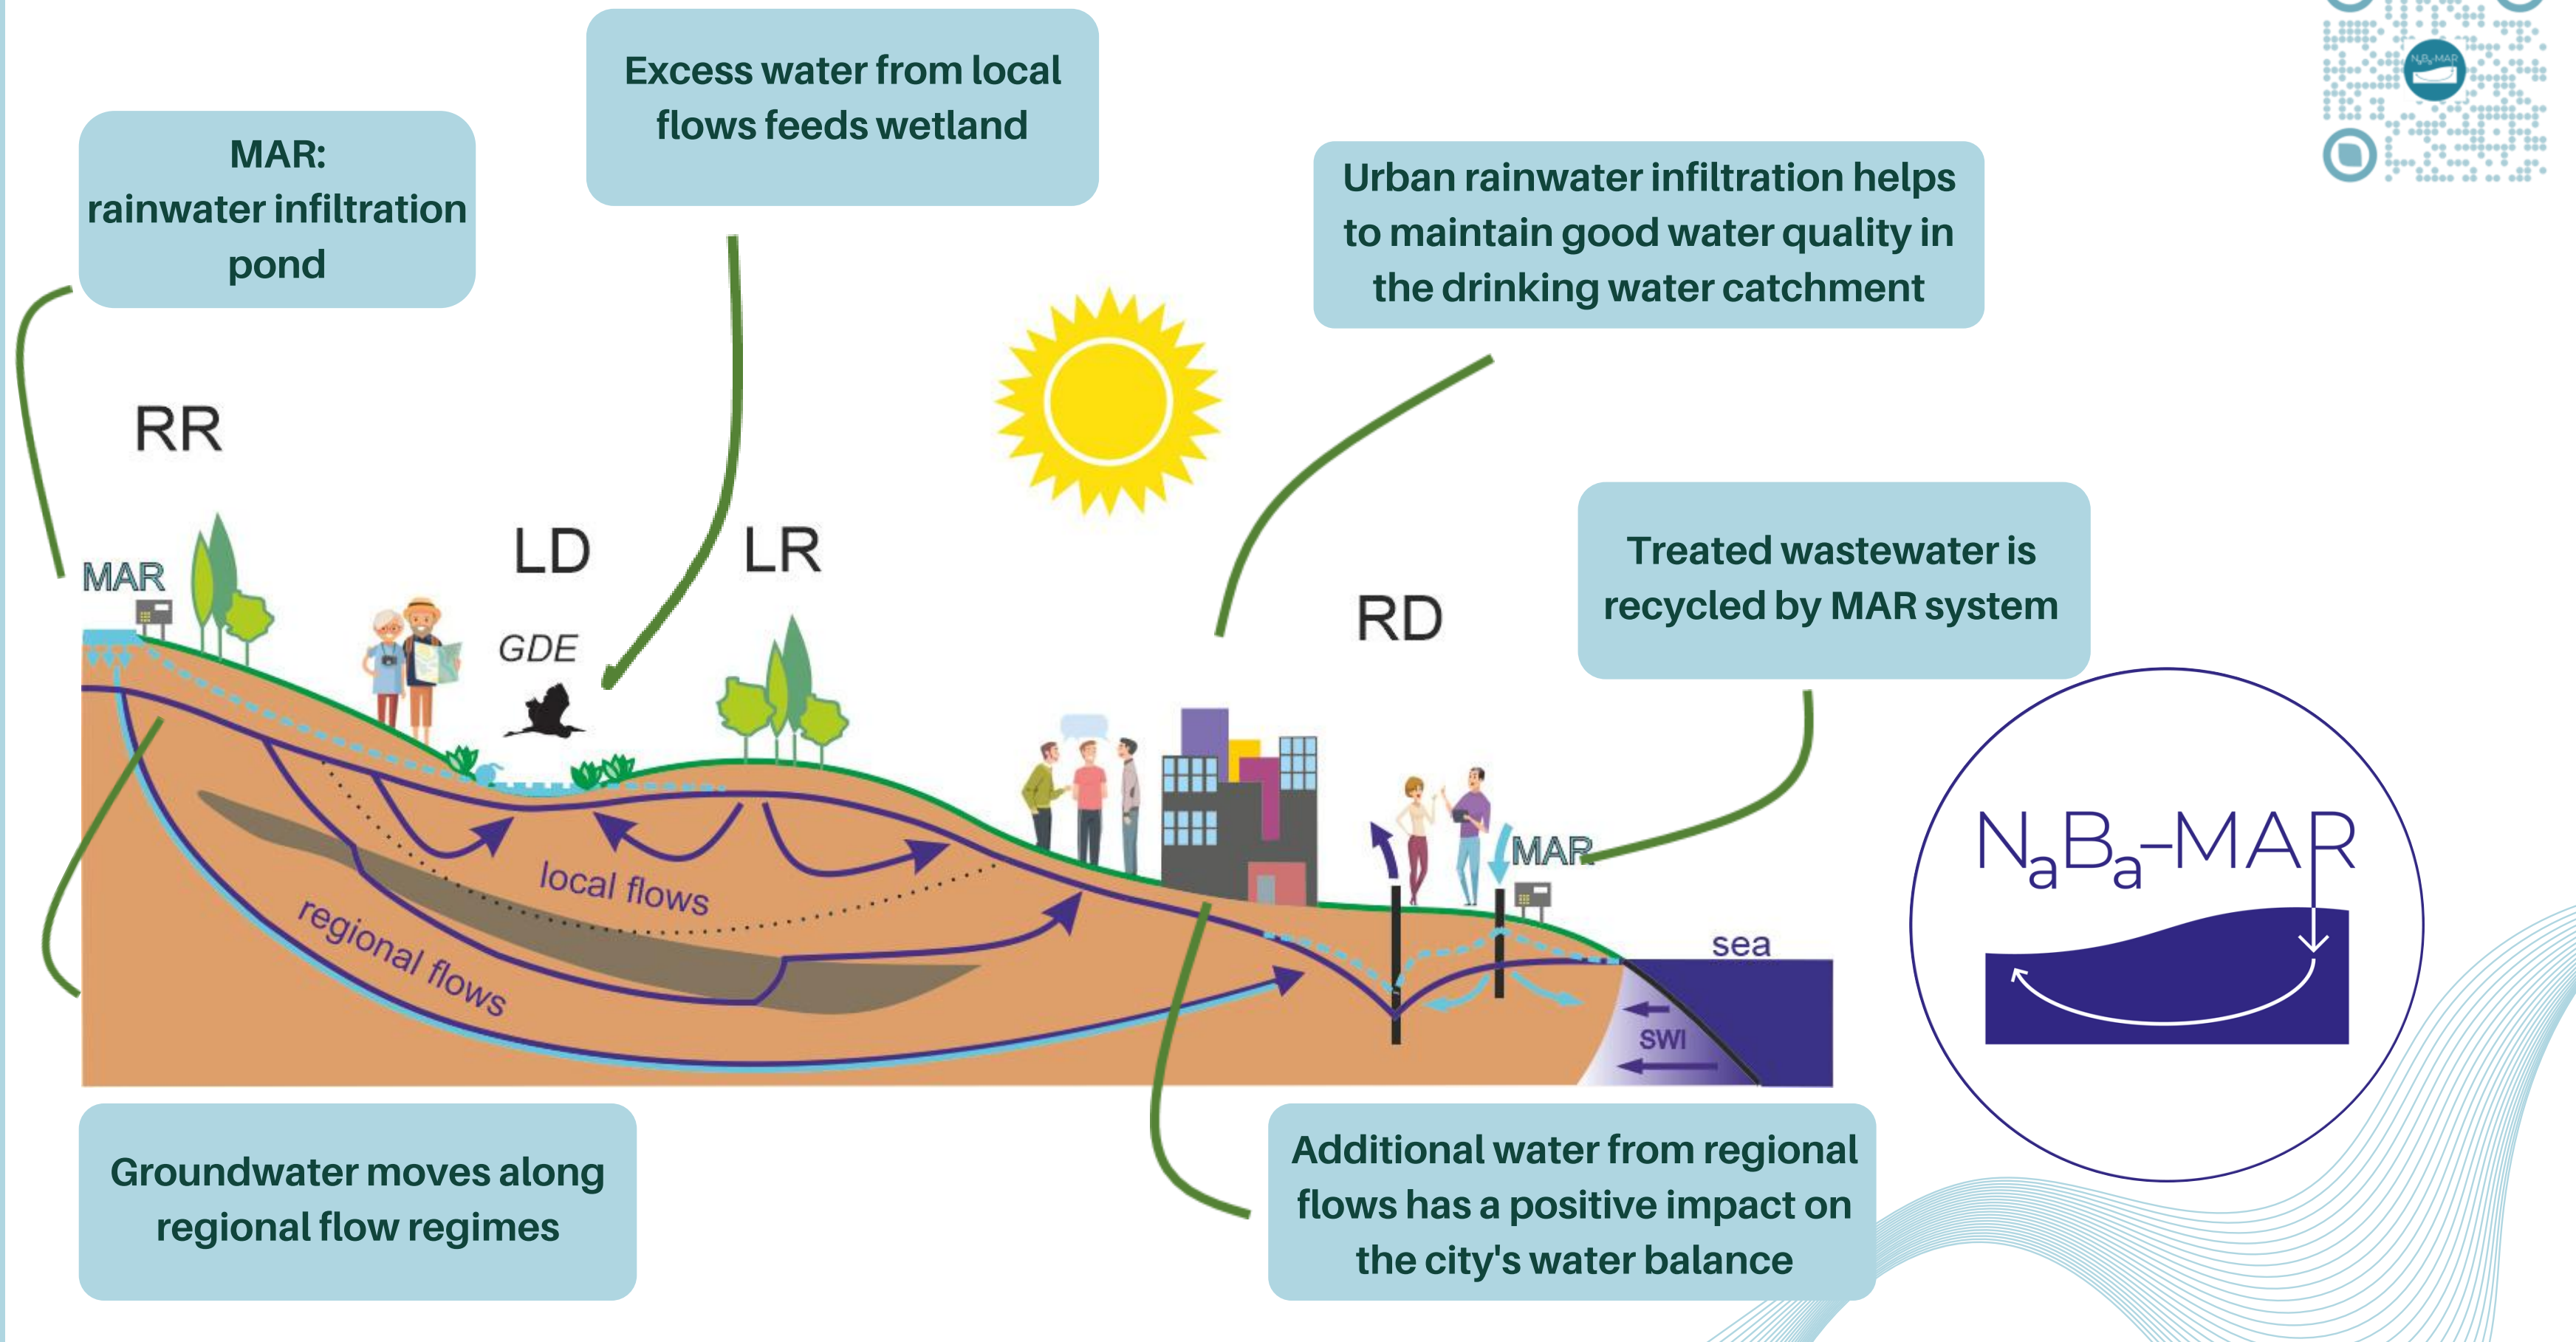 Excess water from local
flows feeds wetland
MAR:
rainwater infiltration
pond
Urban rainwater infiltration helps
to maintain good water quality in
the drinking water catchment
NaBa-MAR
RR
LD
LR
Treated wastewater is
recycled by MAR system
MAR
RD
GDE
MAR
NaBa-MAR
local flows
regional flows
sea
SWI
Groundwater moves along
regional flow regimes
Additional water from regional
flows has a positive impact on
the city's water balance